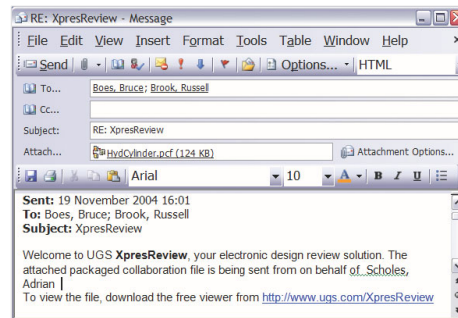 RE: XpresReview - Message
File Edit View Insert Format Tools Table Window Help
Send Options... HTML
To... Boes, Bruce; Brook, Russell
Cc...
Subject: RE: XpresReview
Attach... HydCylinder.pcf (124 KB) Attachment Options...
Arial 10 A B I U
Sent: 19 November 2004 16:01
To: Boes, Bruce; Brook, Russell
Subject: XpresReview
Welcome to UGS XpresReview, your electronic design review solution. The
attached packaged collaboration file is being sent from on behalf of Scholes,
Adrian
To view the file, download the free viewer from http://www.ugs.com/XpresReview